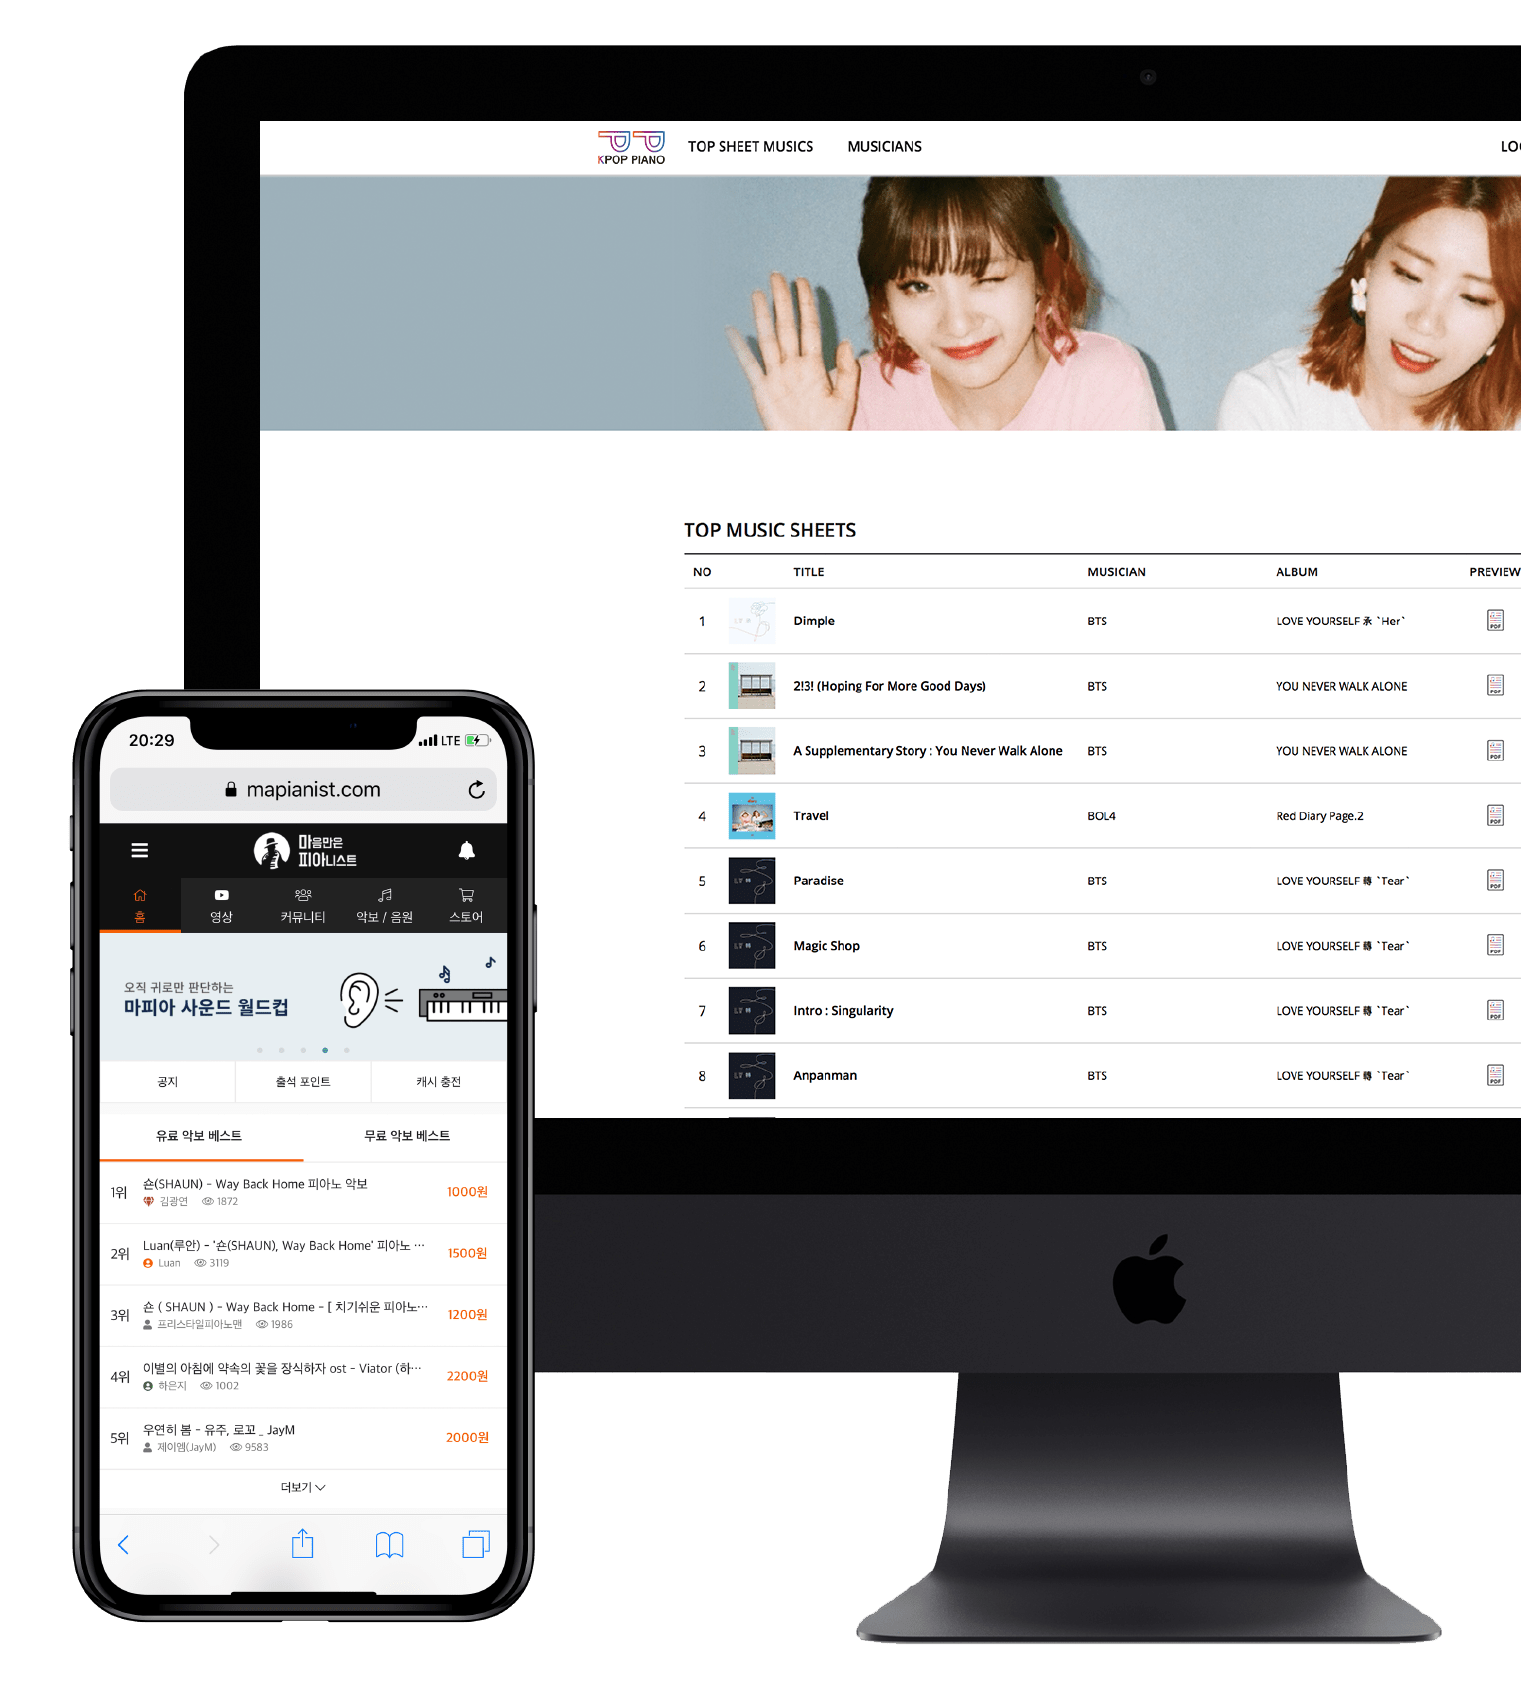 KPOP PIANO
TOP SHEET MUSICS
MUSICIANS
LO
TOP MUSIC SHEETS
NO TITLE MUSICIAN ALBUM PREVIEW
1 Dimple BTS LOVE YOURSELF 承 `Her` PDF
2 2!3! (Hoping For More Good Days) BTS YOU NEVER WALK ALONE PDF
3 A Supplementary Story : You Never Walk Alone BTS YOU NEVER WALK ALONE PDF
4 Travel BOL4 Red Diary Page.2 PDF
5 Paradise BTS LOVE YOURSELF 轉 `Tear` PDF
6 Magic Shop BTS LOVE YOURSELF 轉 `Tear` PDF
7 Intro : Singularity BTS LOVE YOURSELF 轉 `Tear` PDF
8 Anpanman BTS LOVE YOURSELF 轉 `Tear` PDF
20:29 LTE
mapianist.com
마음만은
피아니스트
홈 영상 커뮤니티 악보 / 음원 스토어
오직 귀로만 판단하는
마피아 사운드 월드컵
공지 출석 포인트 캐시 충전
유료 악보 베스트 무료 악보 베스트
1위 숀(SHAUN) - Way Back Home 피아노 악보 1000원
김광연 1872
2위 Luan(루안) - '숀(SHAUN), Way Back Home' 피아노 ... 1500원
Luan 3119
3위 숀 ( SHAUN ) - Way Back Home - [ 치기쉬운 피아노... 1200원
프리스타일피아노맨 1986
4위 이별의 아침에 약속의 꽃을 장식하자 ost - Viator (하... 2200원
하은지 1002
5위 우연히 봄 - 유주, 로꼬 _ JayM 2000원
제이엠(JayM) 9583
더보기